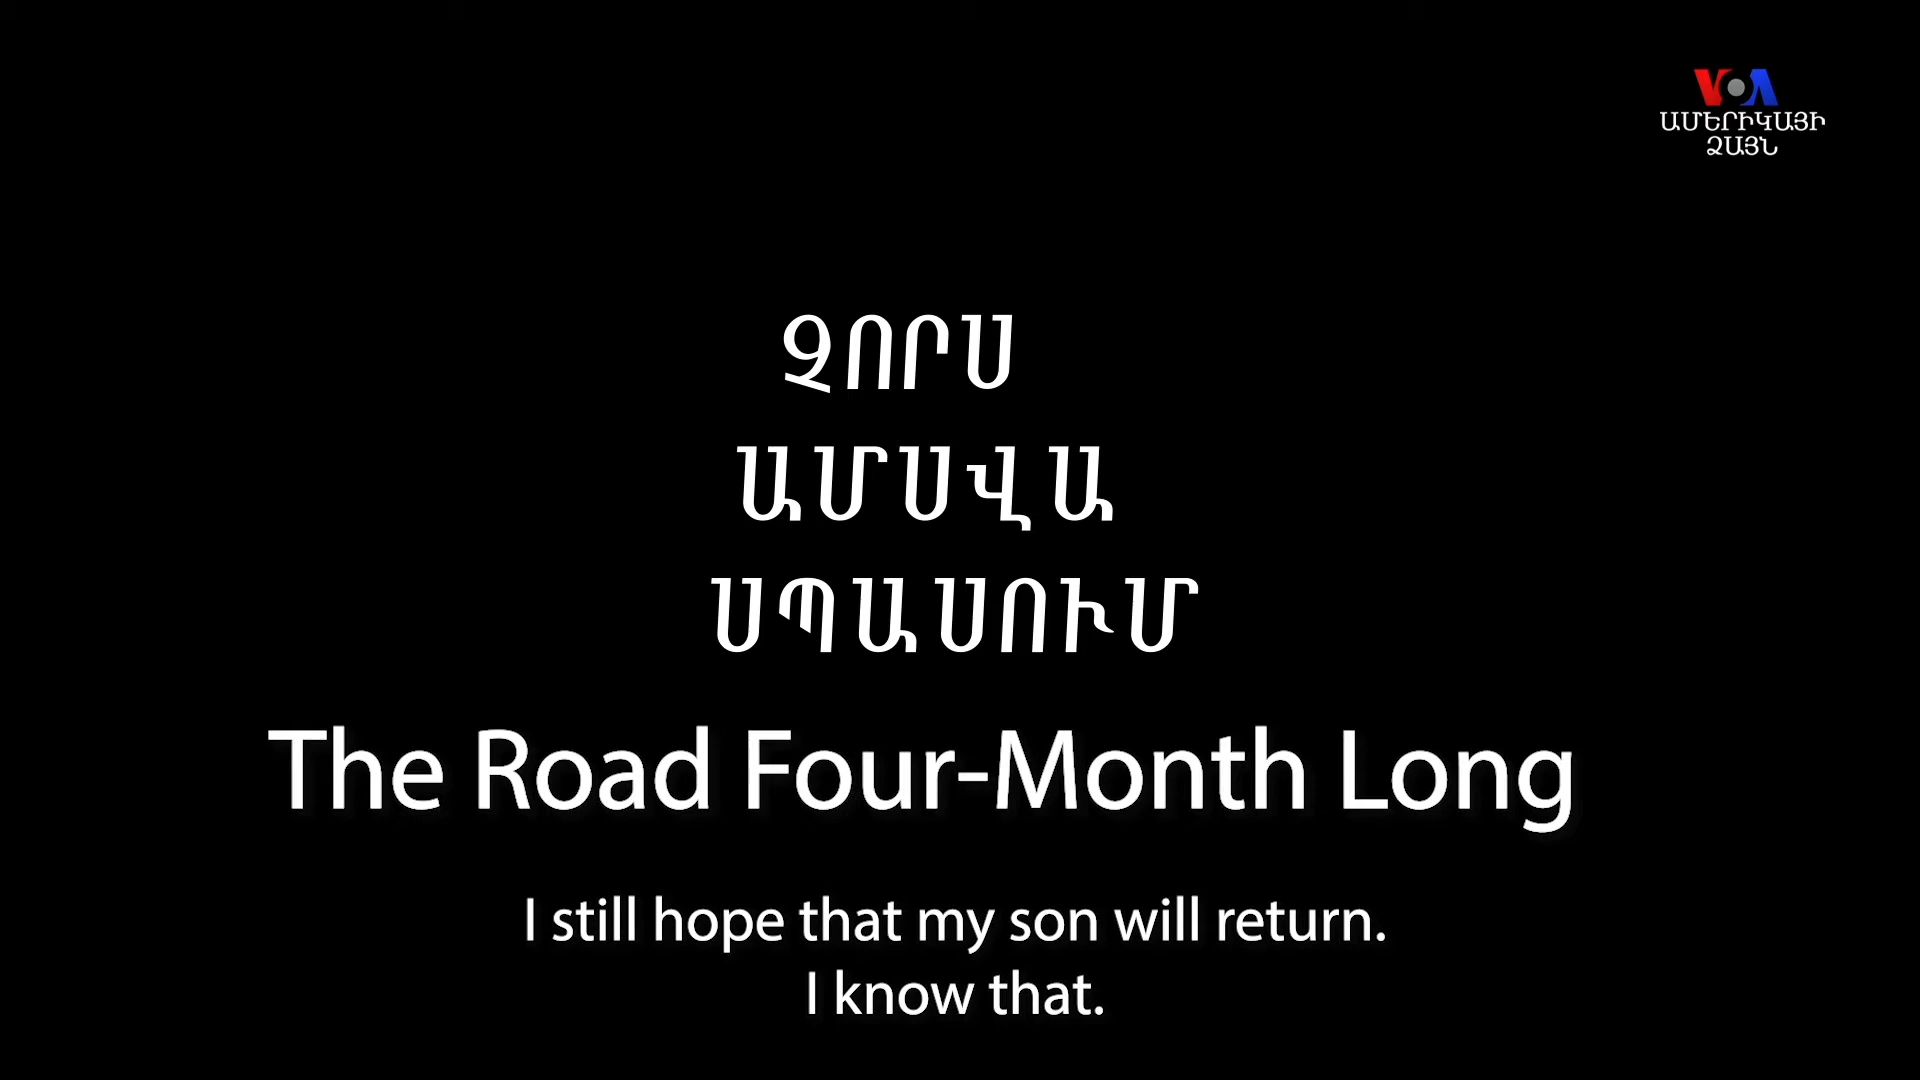 VOA
ԱՄԵՐԻԿԱՅԻ
ՁԱՅՆ
ՉՈՐՍ
ԱՄՍՎԱ
ՍՊԱՍՈՒՄ
The Road Four-Month Long
I still hope that my son will return.
I know that.